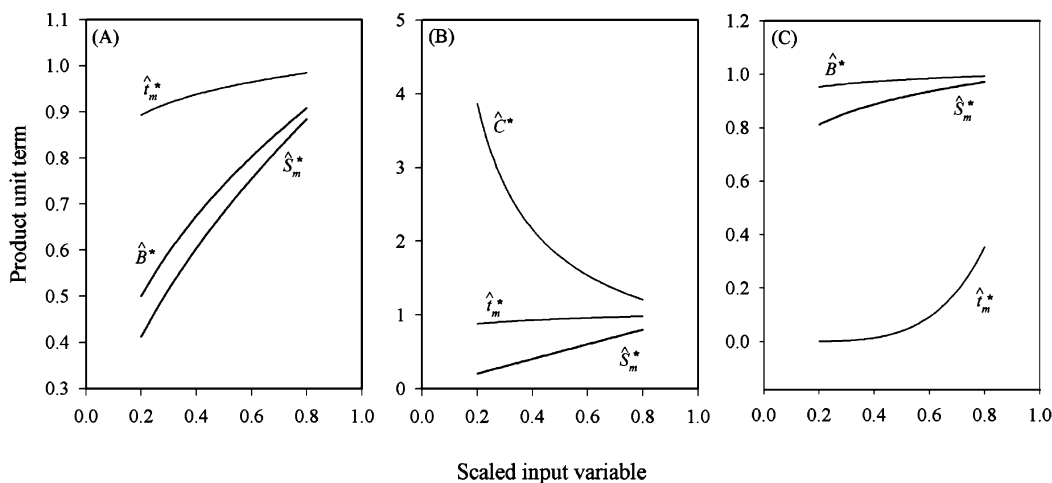 (A)
(B)
(C)
1.1
1.0
0.9
0.8
0.7
0.6
0.5
0.4
0.3
t̂m*
B̂*
Ŝm*
0.0 0.2 0.4 0.6 0.8 1.0
5
4
3
2
1
0
Ĉ*
t̂m*
Ŝm*
0.0 0.2 0.4 0.6 0.8 1.0
1.2
1.0
0.8
0.6
0.4
0.2
0.0
B̂*
Ŝm*
t̂m*
0.0 0.2 0.4 0.6 0.8 1.0
Product unit term
Scaled input variable